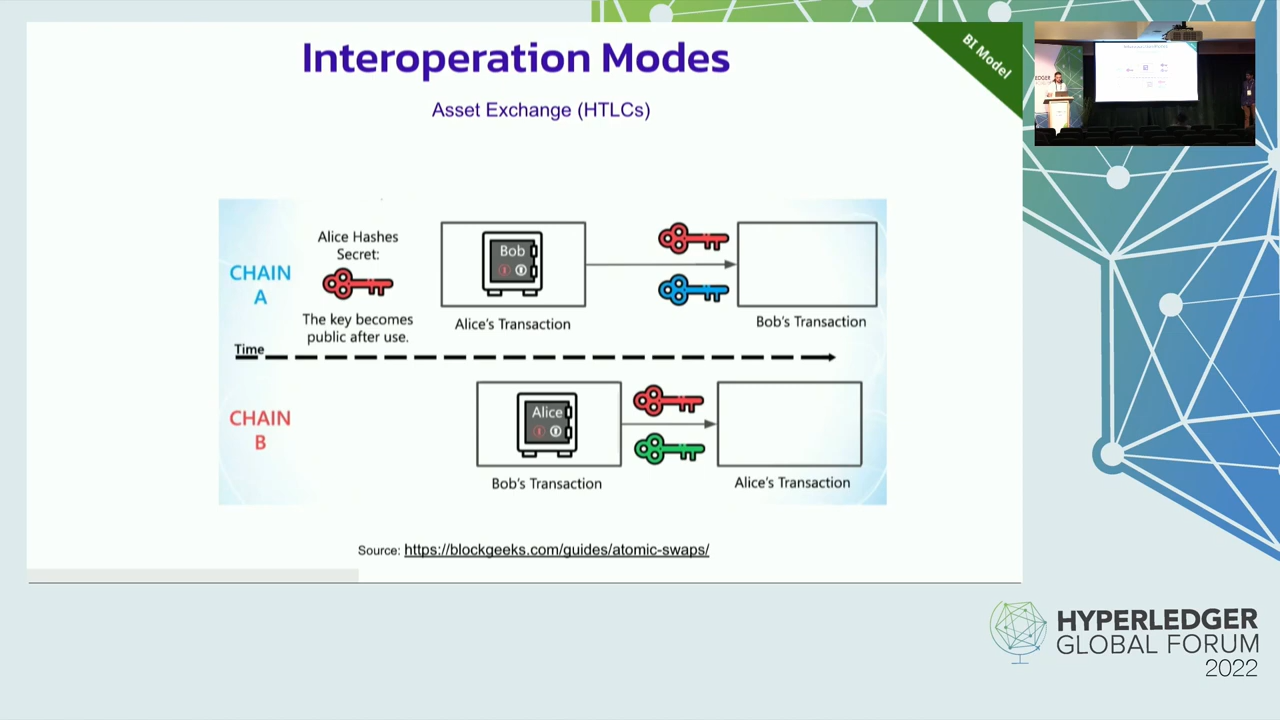 Interoperation Modes
BI Model
Asset Exchange (HTLCs)
Alice Hashes
Secret:
CHAIN
A
The key becomes
public after use.
Bob
Alice's Transaction
Bob's Transaction
Time
CHAIN
B
Alice
Bob's Transaction
Alice's Transaction
Source: https://blockgeeks.com/guides/atomic-swaps/
HYPERLEDGER
GLOBAL FORUM
2022